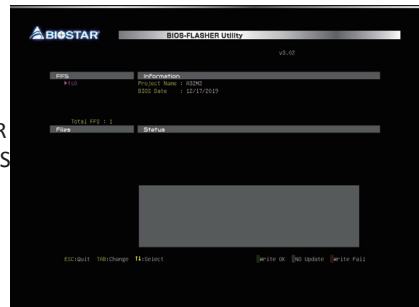 BIOSTAR
BIOS-FLASHER Utility
v3.02
FFS
Information
fs0
Project Name : A32M2
BIOS Date : 12/17/2019
R
S
Total FFS : 1
Files
Status
ESC:Quit TAB:Change ↑↓:Select
Write OK NO Update Write Fail